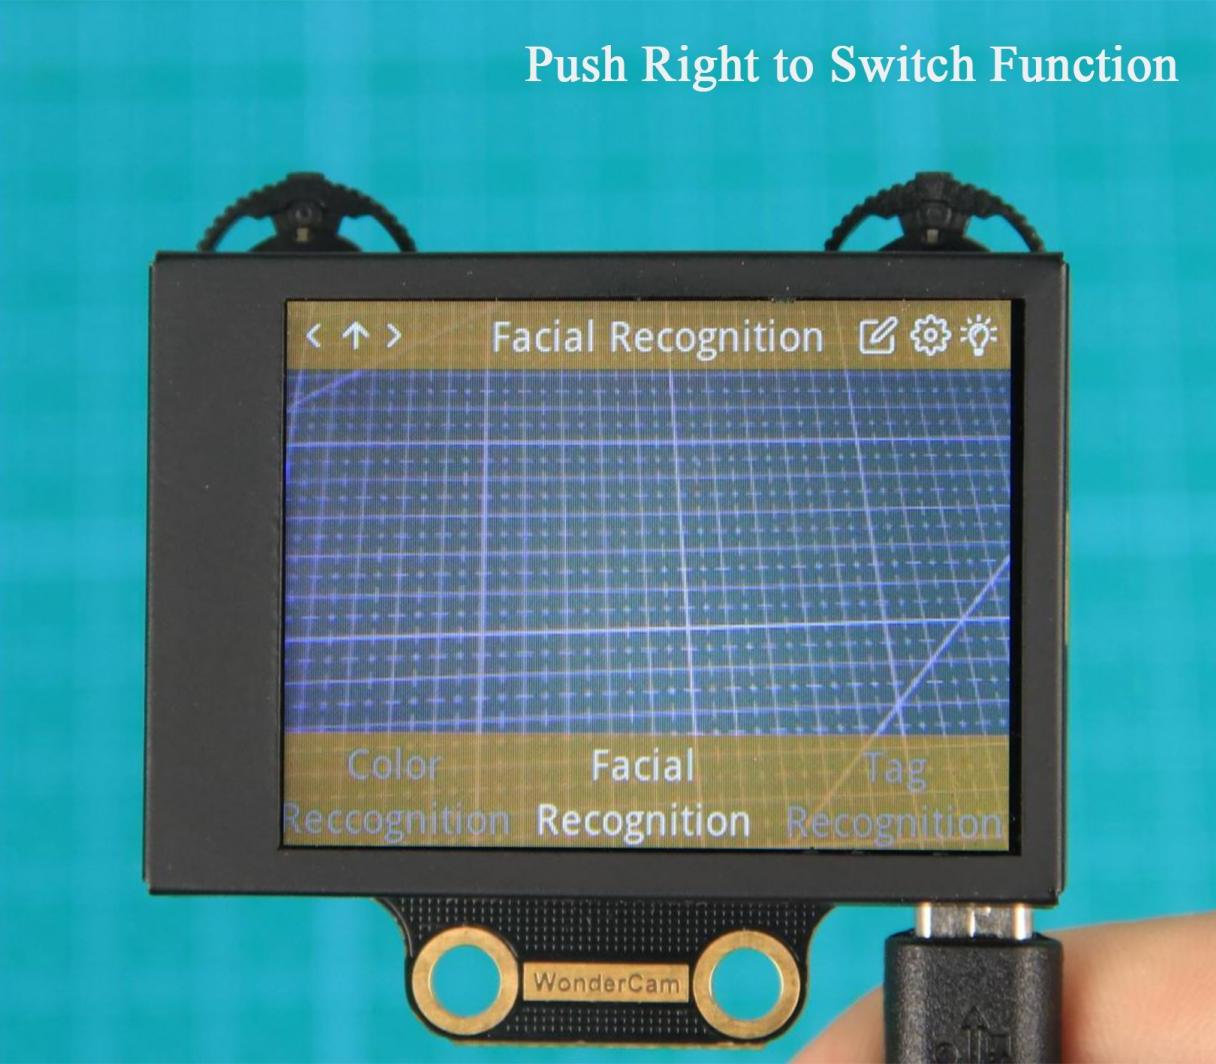 Push Right to Switch Function
Facial Recognition
Color Facial Tag
Reccognition Recognition Recognition
WonderCam